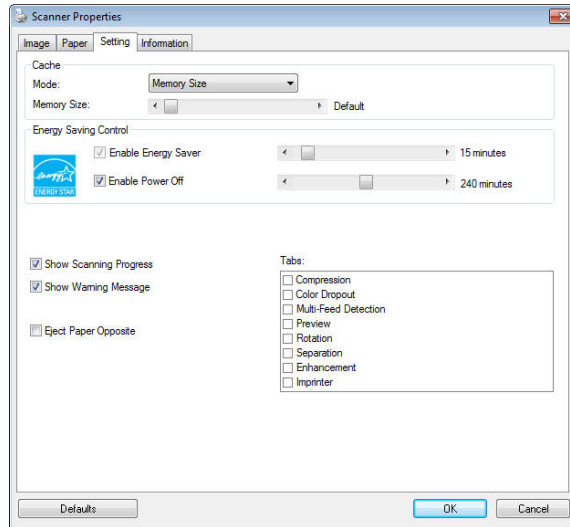 Scanner Properties
Image Paper Setting Information
Cache
Mode: Memory Size
Memory Size: Default
Energy Saving Control
Enable Energy Saver 15 minutes
energy
ENERGY STAR
Enable Power Off 240 minutes
Show Scanning Progress
Show Warning Message
Eject Paper Opposite
Tabs:
Compression
Color Dropout
Multi-Feed Detection
Preview
Rotation
Separation
Enhancement
Imprinter
Defaults OK Cancel